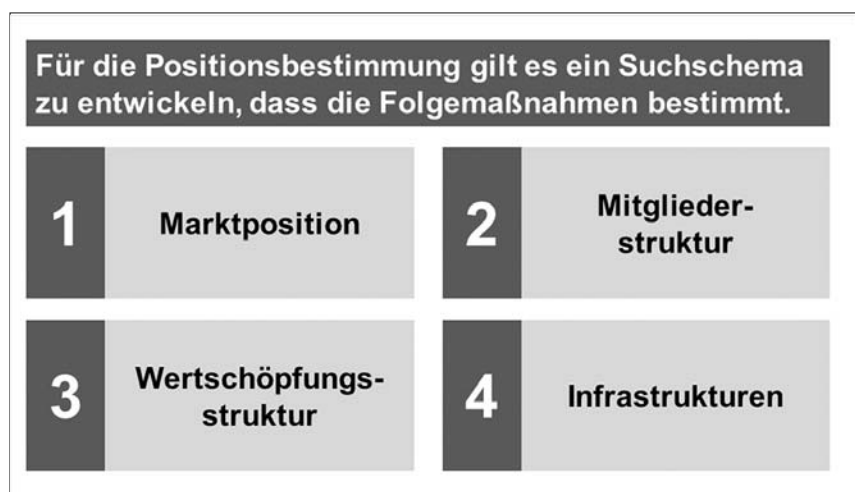 Für die Positionsbestimmung gilt es ein Suchschema
zu entwickeln, dass die Folgemaßnahmen bestimmt.
1
Marktposition
2
Mitglieder-
struktur
3
Wertschöpfungs-
struktur
4
Infrastrukturen